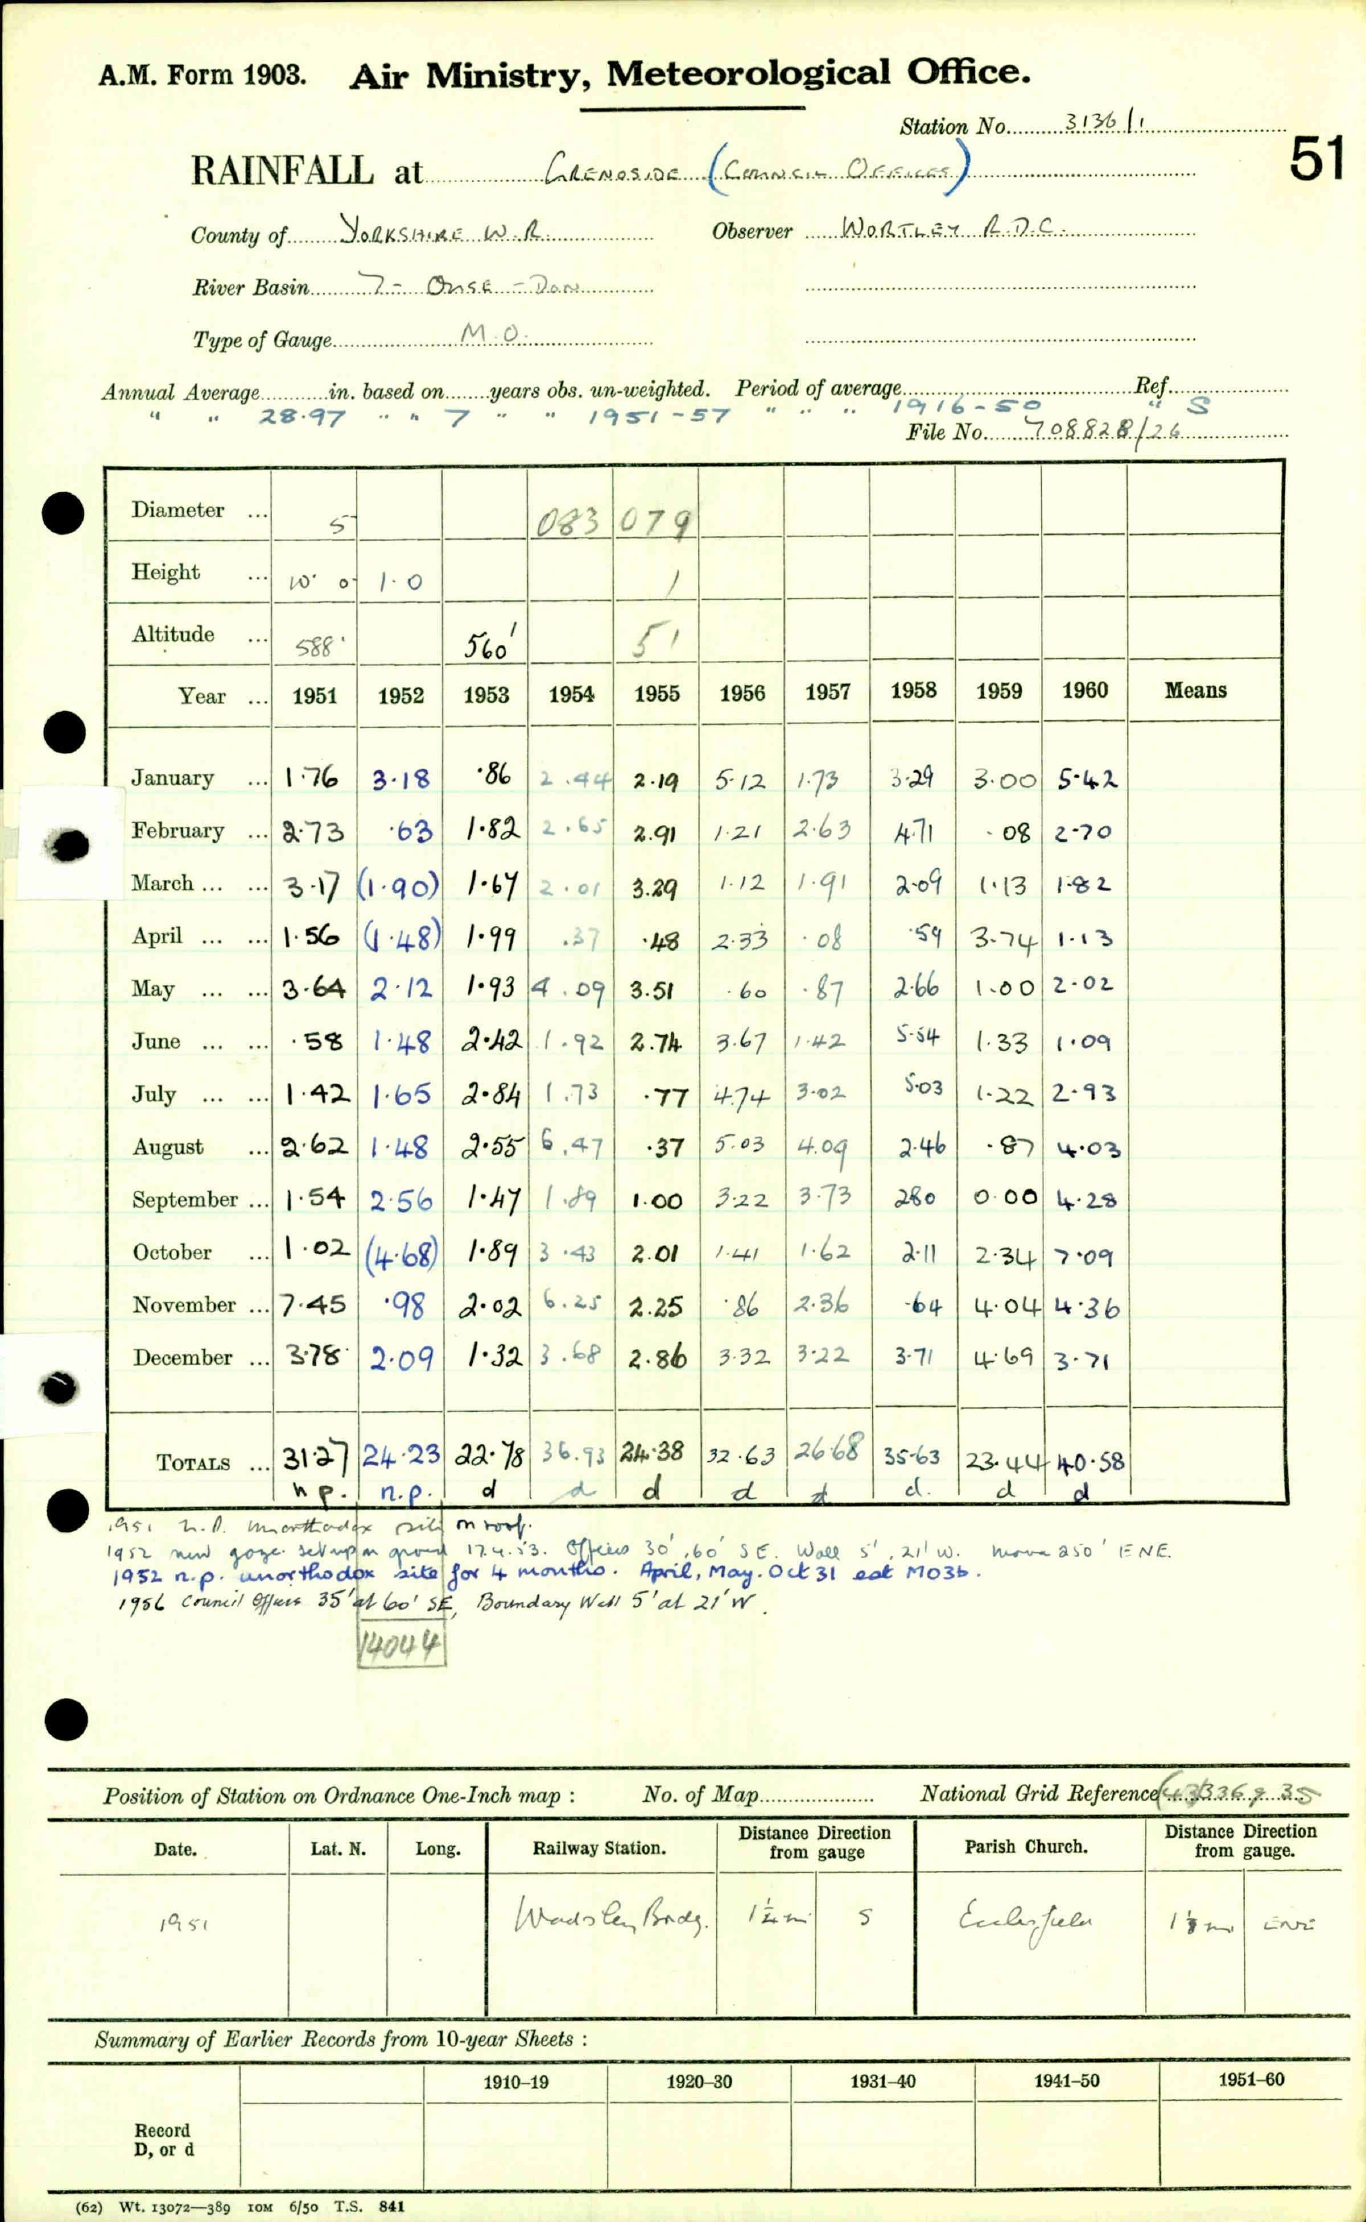 A.M. Form 1903. Air Ministry, Meteorological Office.
Station No. 3136/1
51
RAINFALL at GRENOSIDE (COUNCIL OFFICES)
County of YORKSHIRE W.R. Observer WORTLEY R.D.C.
River Basin 7 - OUSE - DON
Type of Gauge M.O.
Annual Average in. based on years obs. un-weighted. Period of average Ref.
" " 28.97 " " 7 " " 1951-57 " " " 1916-50 " S
File No. 708828/26
Diameter ... 5 083 079
Height ... 10' 0 1.0 1
Altitude ... 588' 560' 51
Year ... 1951 1952 1953 1954 1955 1956 1957 1958 1959 1960 Means
January ... 1.76 3.18 .86 2.44 2.19 5.12 1.73 3.29 3.00 5.42
February ... 2.73 .63 1.82 2.65 2.91 1.21 2.63 4.71 .08 2.70
March ... ... 3.17 (1.90) 1.67 2.01 3.29 1.12 1.91 2.09 1.13 1.82
April ... ... 1.56 (1.48) 1.99 .37 .48 2.33 .08 .59 3.74 1.13
May ... ... 3.64 2.12 1.93 4.09 3.51 .60 .87 2.66 1.00 2.02
June ... ... .58 1.48 2.42 1.92 2.74 3.67 1.42 5.54 1.33 1.09
July ... ... 1.42 1.65 2.84 1.73 .77 4.74 3.02 5.03 1.22 2.93
August ... 2.62 1.48 2.55 6.47 .37 5.03 4.09 2.46 .87 4.03
September ... 1.54 2.56 1.47 1.89 1.00 3.22 3.73 2.80 0.00 4.28
October ... 1.02 (4.68) 1.89 3.43 2.01 1.41 1.62 2.11 2.34 7.09
November ... 7.45 .98 2.02 6.25 2.25 .86 2.36 .64 4.04 4.36
December ... 3.78 2.09 1.32 3.68 2.86 3.32 3.22 3.71 4.69 3.71
TOTALS ... 31.27 24.23 22.78 36.93 24.38 32.63 26.68 35.63 23.44 40.58
n.p. n.p. d d d d d d. d d
1951 n.p. unorthodox site on roof.
1952 new gauge set up on ground 17.4.53. Offices 30', 60' SE. Wall 5', 21' W. Move 250' ENE.
1952 n.p. unorthodox site for 4 months. April, May. Oct 31 est MO3b.
1956 Council Offices 35' at 60' SE, Boundary Wall 5' at 21' W.
14044
Position of Station on Ordnance One-Inch map : No. of Map National Grid Reference
Date. Lat. N. Long. Railway Station. Distance Direction from gauge Parish Church. Distance Direction from gauge.
1951 Wadsley Bridg. 1¼ m S Ecclesfield 1⅛ m ENE
Summary of Earlier Records from 10-year Sheets :
1910–19 1920–30 1931–40 1941–50 1951–60
Record
D, or d
(62) Wt. 13072—389 10M 6/50 T.S. 841